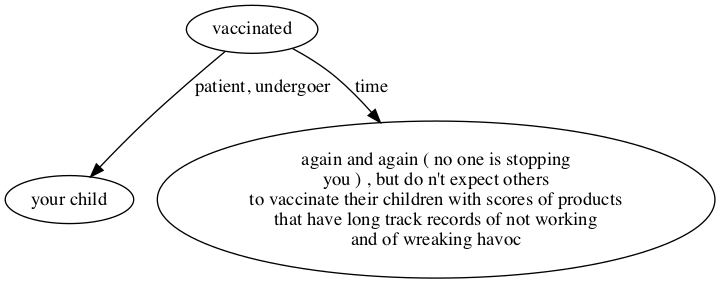 vaccinated
patient, undergoer
time
your child
again and again ( no one is stopping
you ) , but do n't expect others
to vaccinate their children with scores of products
that have long track records of not working
and of wreaking havoc